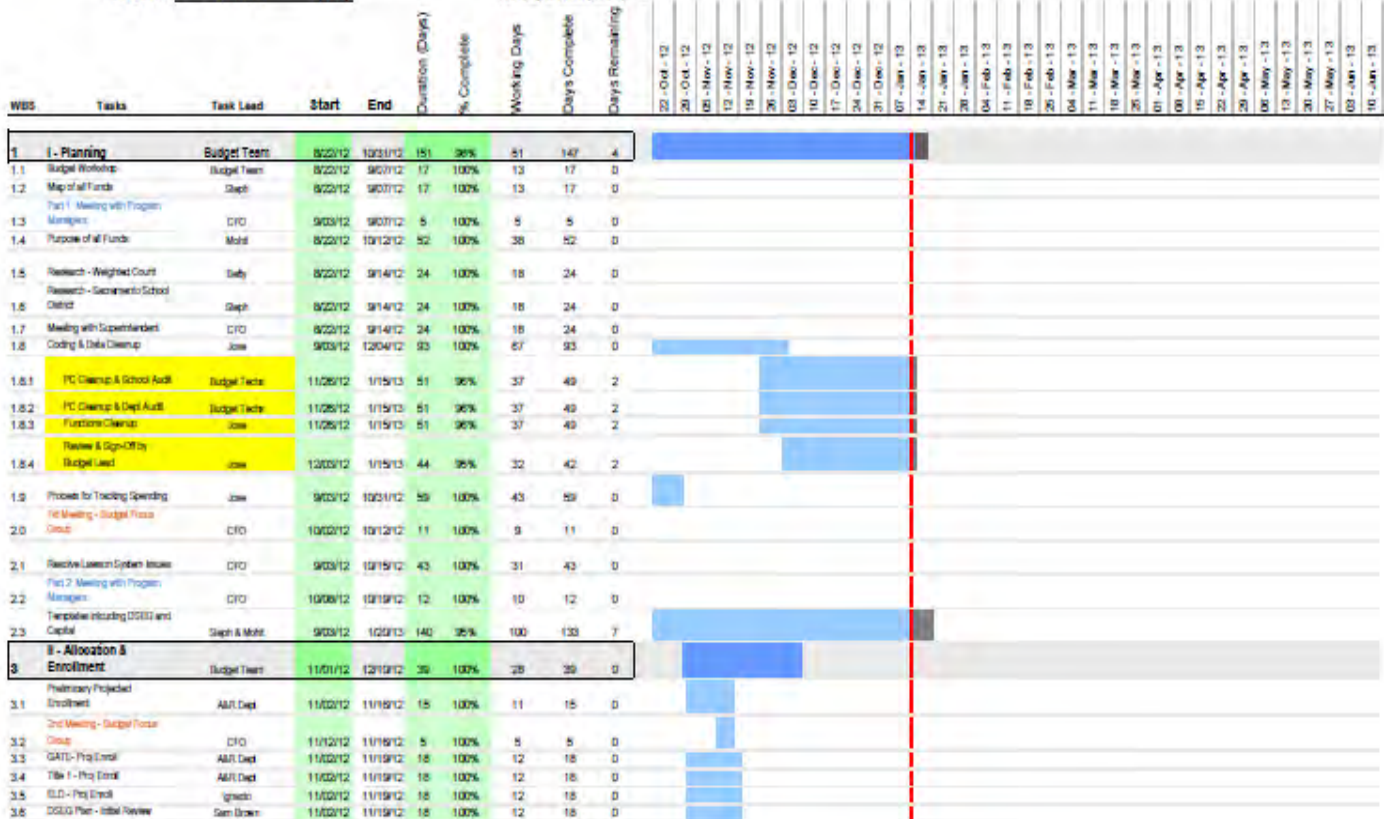 WBS Tasks Task Lead Start End Duration (Days) % Complete Working Days Days Complete Days Remaining 22 - Oct - 12 29 - Oct - 12 05 - Nov - 12 12 - Nov - 12 19 - Nov - 12 26 - Nov - 12 03 - Dec - 12 10 - Dec - 12 17 - Dec - 12 24 - Dec - 12 31 - Dec - 12 07 - Jan - 13 14 - Jan - 13 21 - Jan - 13 28 - Jan - 13 04 - Feb - 13 11 - Feb - 13 18 - Feb - 13 25 - Feb - 13 04 - Mar - 13 11 - Mar - 13 18 - Mar - 13 25 - Mar - 13 01 - Apr - 13 08 - Apr - 13 15 - Apr - 13 22 - Apr - 13 29 - Apr - 13 06 - May - 13 13 - May - 13 20 - May - 13 27 - May - 13 03 - Jun - 13 10 - Jun - 13
1 I - Planning Budget Team 8/22/12 10/31/12 151 98% 51 147 4
1.1 Budget Workshop Budget Team 8/22/12 9/07/12 17 100% 13 17 0
1.2 Map of all Funds Steph 8/22/12 9/07/12 17 100% 13 17 0
Part 1 Meeting with Program
1.3 Managers CFO 9/03/12 9/07/12 5 100% 5 5 0
1.4 Purpose of all Funds Mohit 8/22/12 10/12/12 52 100% 38 52 0
1.5 Research - Weighted Count 8/22/12 9/14/12 24 100% 18 24 0
Research - Sacramento School
1.6 District Steph 8/22/12 9/14/12 24 100% 18 24 0
1.7 Meeting with Superintendent CFO 8/22/12 9/14/12 24 100% 18 24 0
1.8 Coding & Data Cleanup Jose 9/03/12 12/04/12 93 100% 67 93 0
1.8.1 PC Cleanup & School Audit Budget Techs 11/26/12 1/15/13 51 96% 37 49 2
1.8.2 PC Cleanup & Dept Audit Budget Techs 11/26/12 1/15/13 51 96% 37 49 2
1.8.3 Functions Cleanup Jose 11/26/12 1/15/13 51 96% 37 49 2
Review & Sign-Off by
1.8.4 Budget Lead Jose 12/03/12 1/15/13 44 95% 32 42 2
1.9 Process for Tracking Spending Jose 9/03/12 10/31/12 59 100% 43 59 0
1st Meeting - Budget Focus
2.0 Group CFO 10/02/12 10/12/12 11 100% 9 11 0
2.1 Resolve Lawson System Issues CFO 9/03/12 10/15/12 43 100% 31 43 0
Part 2 Meeting with Program
2.2 Managers CFO 10/08/12 10/19/12 12 100% 10 12 0
Templates including DSEG and
2.3 Capital Steph & Mohit 9/03/12 1/20/13 140 95% 100 133 7
II - Allocation &
3 Enrollment Budget Team 11/01/12 12/19/12 39 100% 28 39 0
Preliminary Projected
3.1 Enrollment A&R Dept 11/02/12 11/16/12 15 100% 11 15 0
2nd Meeting - Budget Focus
3.2 Group CFO 11/12/12 11/16/12 5 100% 5 5 0
3.3 GATE - Proj Enroll A&R Dept 11/02/12 11/19/12 18 100% 12 18 0
3.4 Title 1 - Proj Enroll A&R Dept 11/02/12 11/19/12 18 100% 12 18 0
3.5 ELD - Proj Enroll Ignacio 11/02/12 11/19/12 18 100% 12 18 0
3.6 DSEG Plan - Initial Review Sam Brown 11/02/12 11/19/12 18 100% 12 18 0